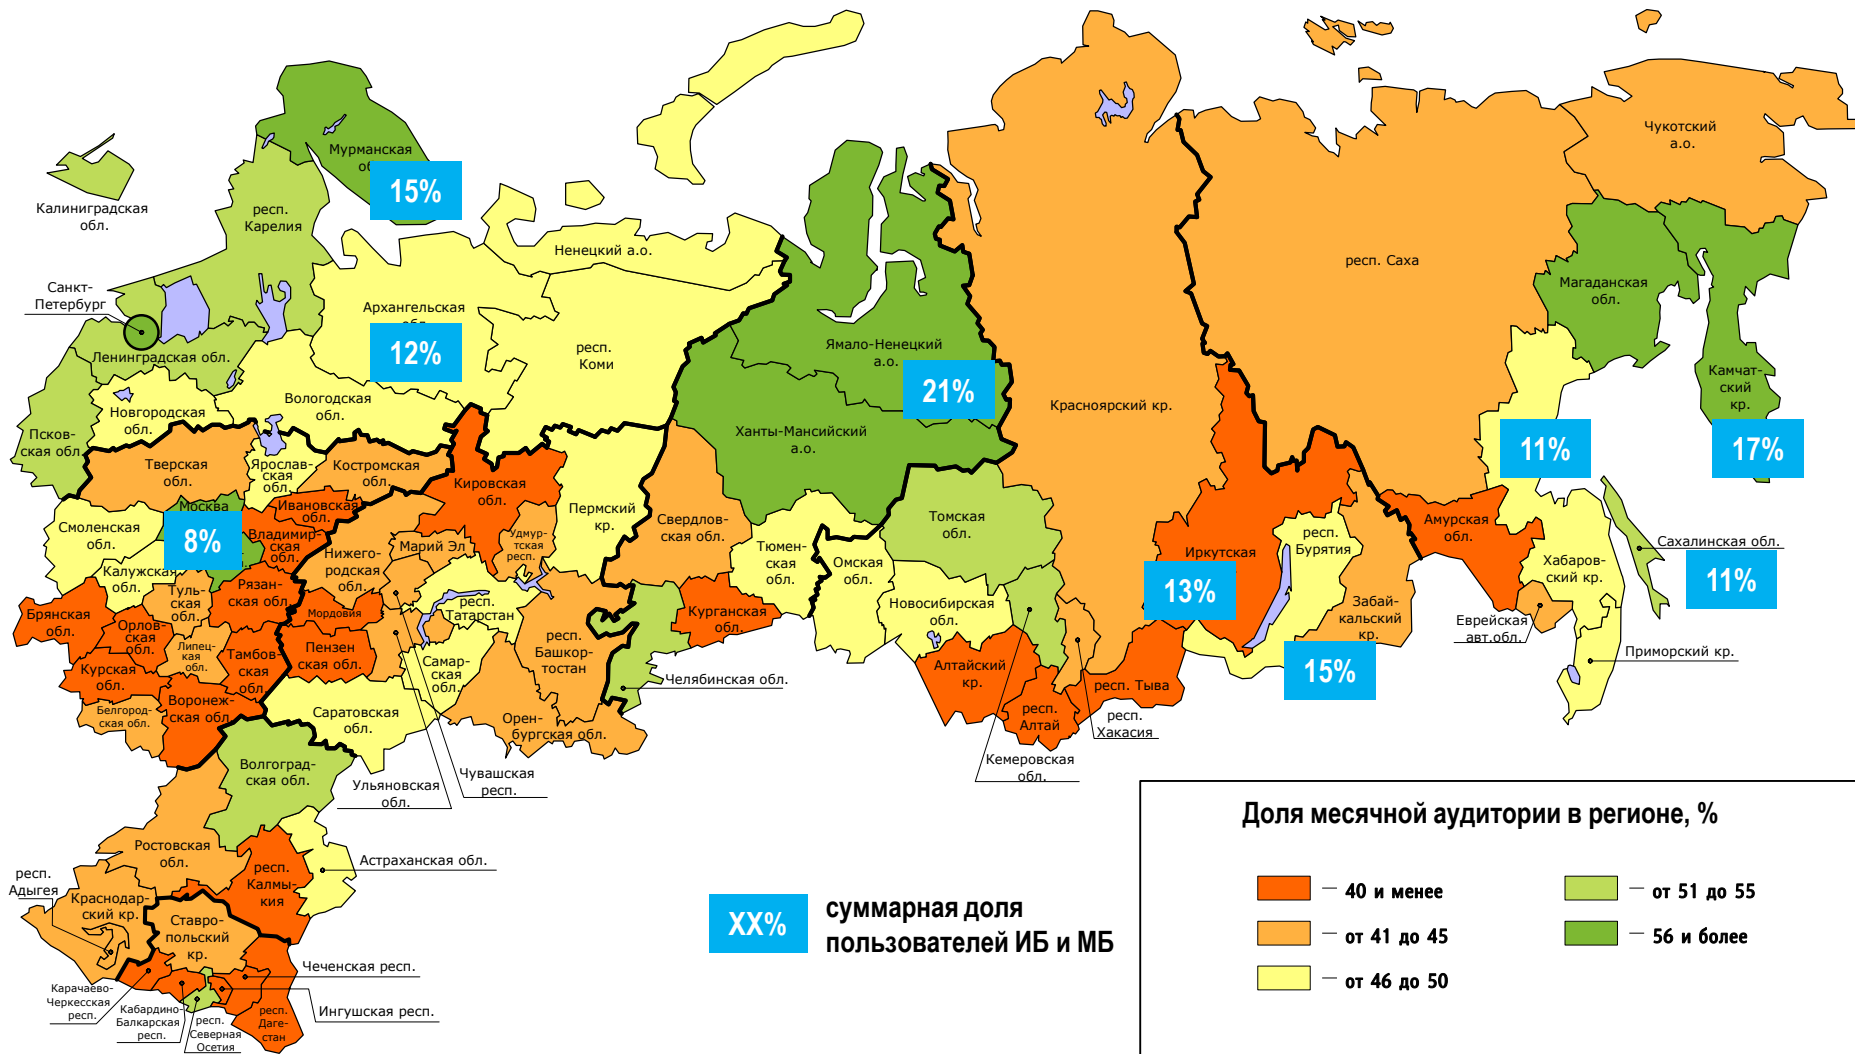 Мурманская
15%
Калиниградская
обл.
респ.
Карелия
Санкт-
Петербург
Ненецкий а.о.
Архангельская
обл.
12%
Ленинградская обл.
респ.
Коми
Новгородская
обл.
Вологодская
обл.
Псков-
ская обл.
Тверская
обл.
Ярослав-
ская
обл.
Костромская
обл.
Кировская
обл.
Пермский
кр.
Москва
8%
Ивановская
обл.
Владимир-
ская
обл.
Смоленская
обл.
Калужская
обл.
Туль-
ская
обл.
Рязан-
ская обл.
Нижего-
родская
обл.
Марий Эл
Удмур-
тская
респ.
Брянская
обл.
Орлов-
ская
обл.
Липец-
кая
обл.
Тамбов-
ская
обл.
Мордовия
Пензен
ская обл.
респ.
Татарстан
респ.
Башкор-
тостан
Курская
обл.
Белгород-
ская обл.
Воронеж-
ская обл.
Самар-
ская
обл.
Саратовская
обл.
Орен-
бургская обл.
Волгоград-
ская обл.
Ульяновская
обл.
Чувашская
респ.
Ростовская
обл.
респ.
Калмы-
кия
Астраханская обл.
респ.
Адыгея
Краснодар-
ский кр.
Ставро-
польский
кр.
Чеченская респ.
Ингушская респ.
Карачаево-
Черкесская
респ.
Кабардино-
Балкарская
респ.
респ.
Северная
Осетия
респ.
Даге-
стан
Ямало-Ненецкий
а.о.
21%
Ханты-Мансийский
а.о.
Свердлов-
ская обл.
Тюмен-
ская
обл.
Курганская
обл.
Челябинская обл.
Омская
обл.
Томская
обл.
Новосибирская
обл.
Алтайский
кр.
респ.
Алтай
Кемеровская
обл.
респ.
Хакасия
респ. Тыва
Красноярский кр.
Иркутская
13%
респ.
Бурятия
15%
Забай-
кальский
кр.
респ. Саха
Чукотский
а.о.
Магаданская
обл.
Камчат-
ский
кр.
17%
11%
Амурская
обл.
Хабаров-
ский кр.
Еврейская
авт.обл.
Сахалинская обл.
11%
Приморский кр.
XX%
суммарная доля
пользователей ИБ и МБ
Доля месячной аудитории в регионе, %
— 40 и менее
— от 41 до 45
— от 46 до 50
— от 51 до 55
— 56 и более